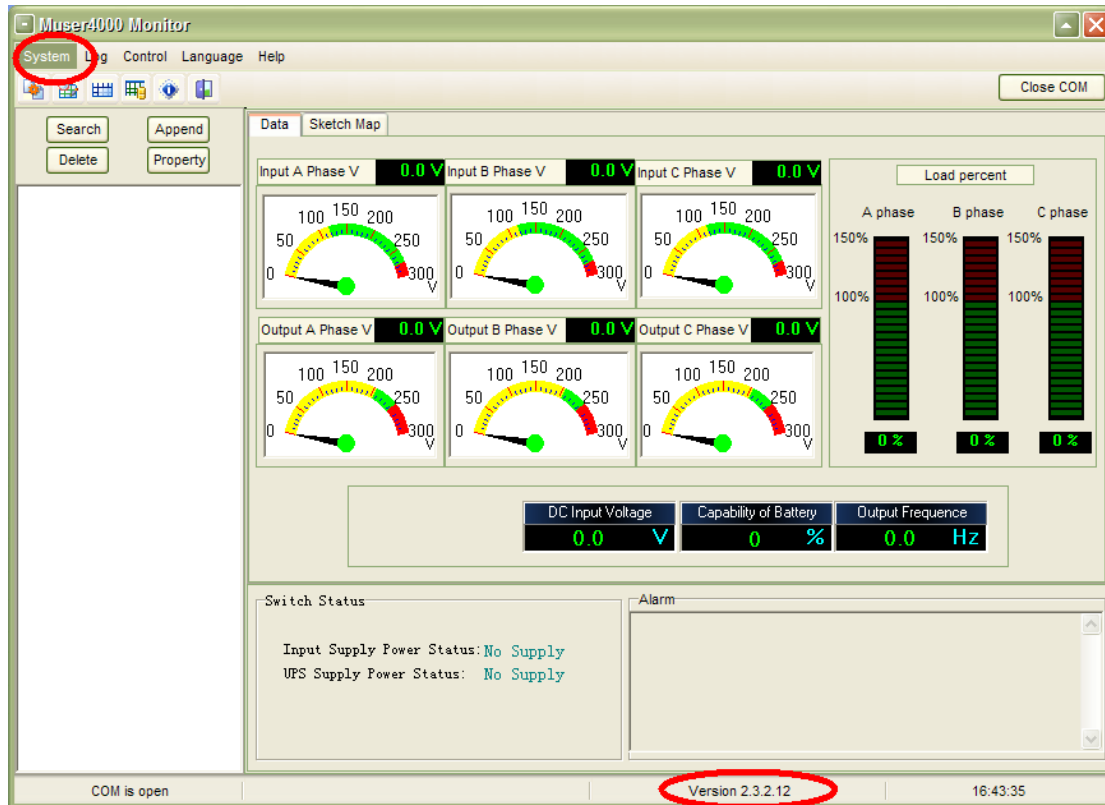 Muser4000 Monitor
System Log Control Language Help
Close COM
Search Append
Delete Property
Data Sketch Map
Input A Phase V 0.0 V Input B Phase V 0.0 V Input C Phase V 0.0 V
0 50 100 150 200 250 300 V
0 50 100 150 200 250 300 V
0 50 100 150 200 250 300 V
Output A Phase V 0.0 V Output B Phase V 0.0 V Output C Phase V 0.0 V
0 50 100 150 200 250 300 V
0 50 100 150 200 250 300 V
0 50 100 150 200 250 300 V
Load percent
A phase B phase C phase
150% 150% 150%
100% 100% 100%
0 % 0 % 0 %
DC Input Voltage Capability of Battery Output Frequence
0.0 V 0 % 0.0 Hz
Switch Status
Input Supply Power Status: No Supply
UPS Supply Power Status: No Supply
Alarm
COM is open Version 2.3.2.12 16:43:35